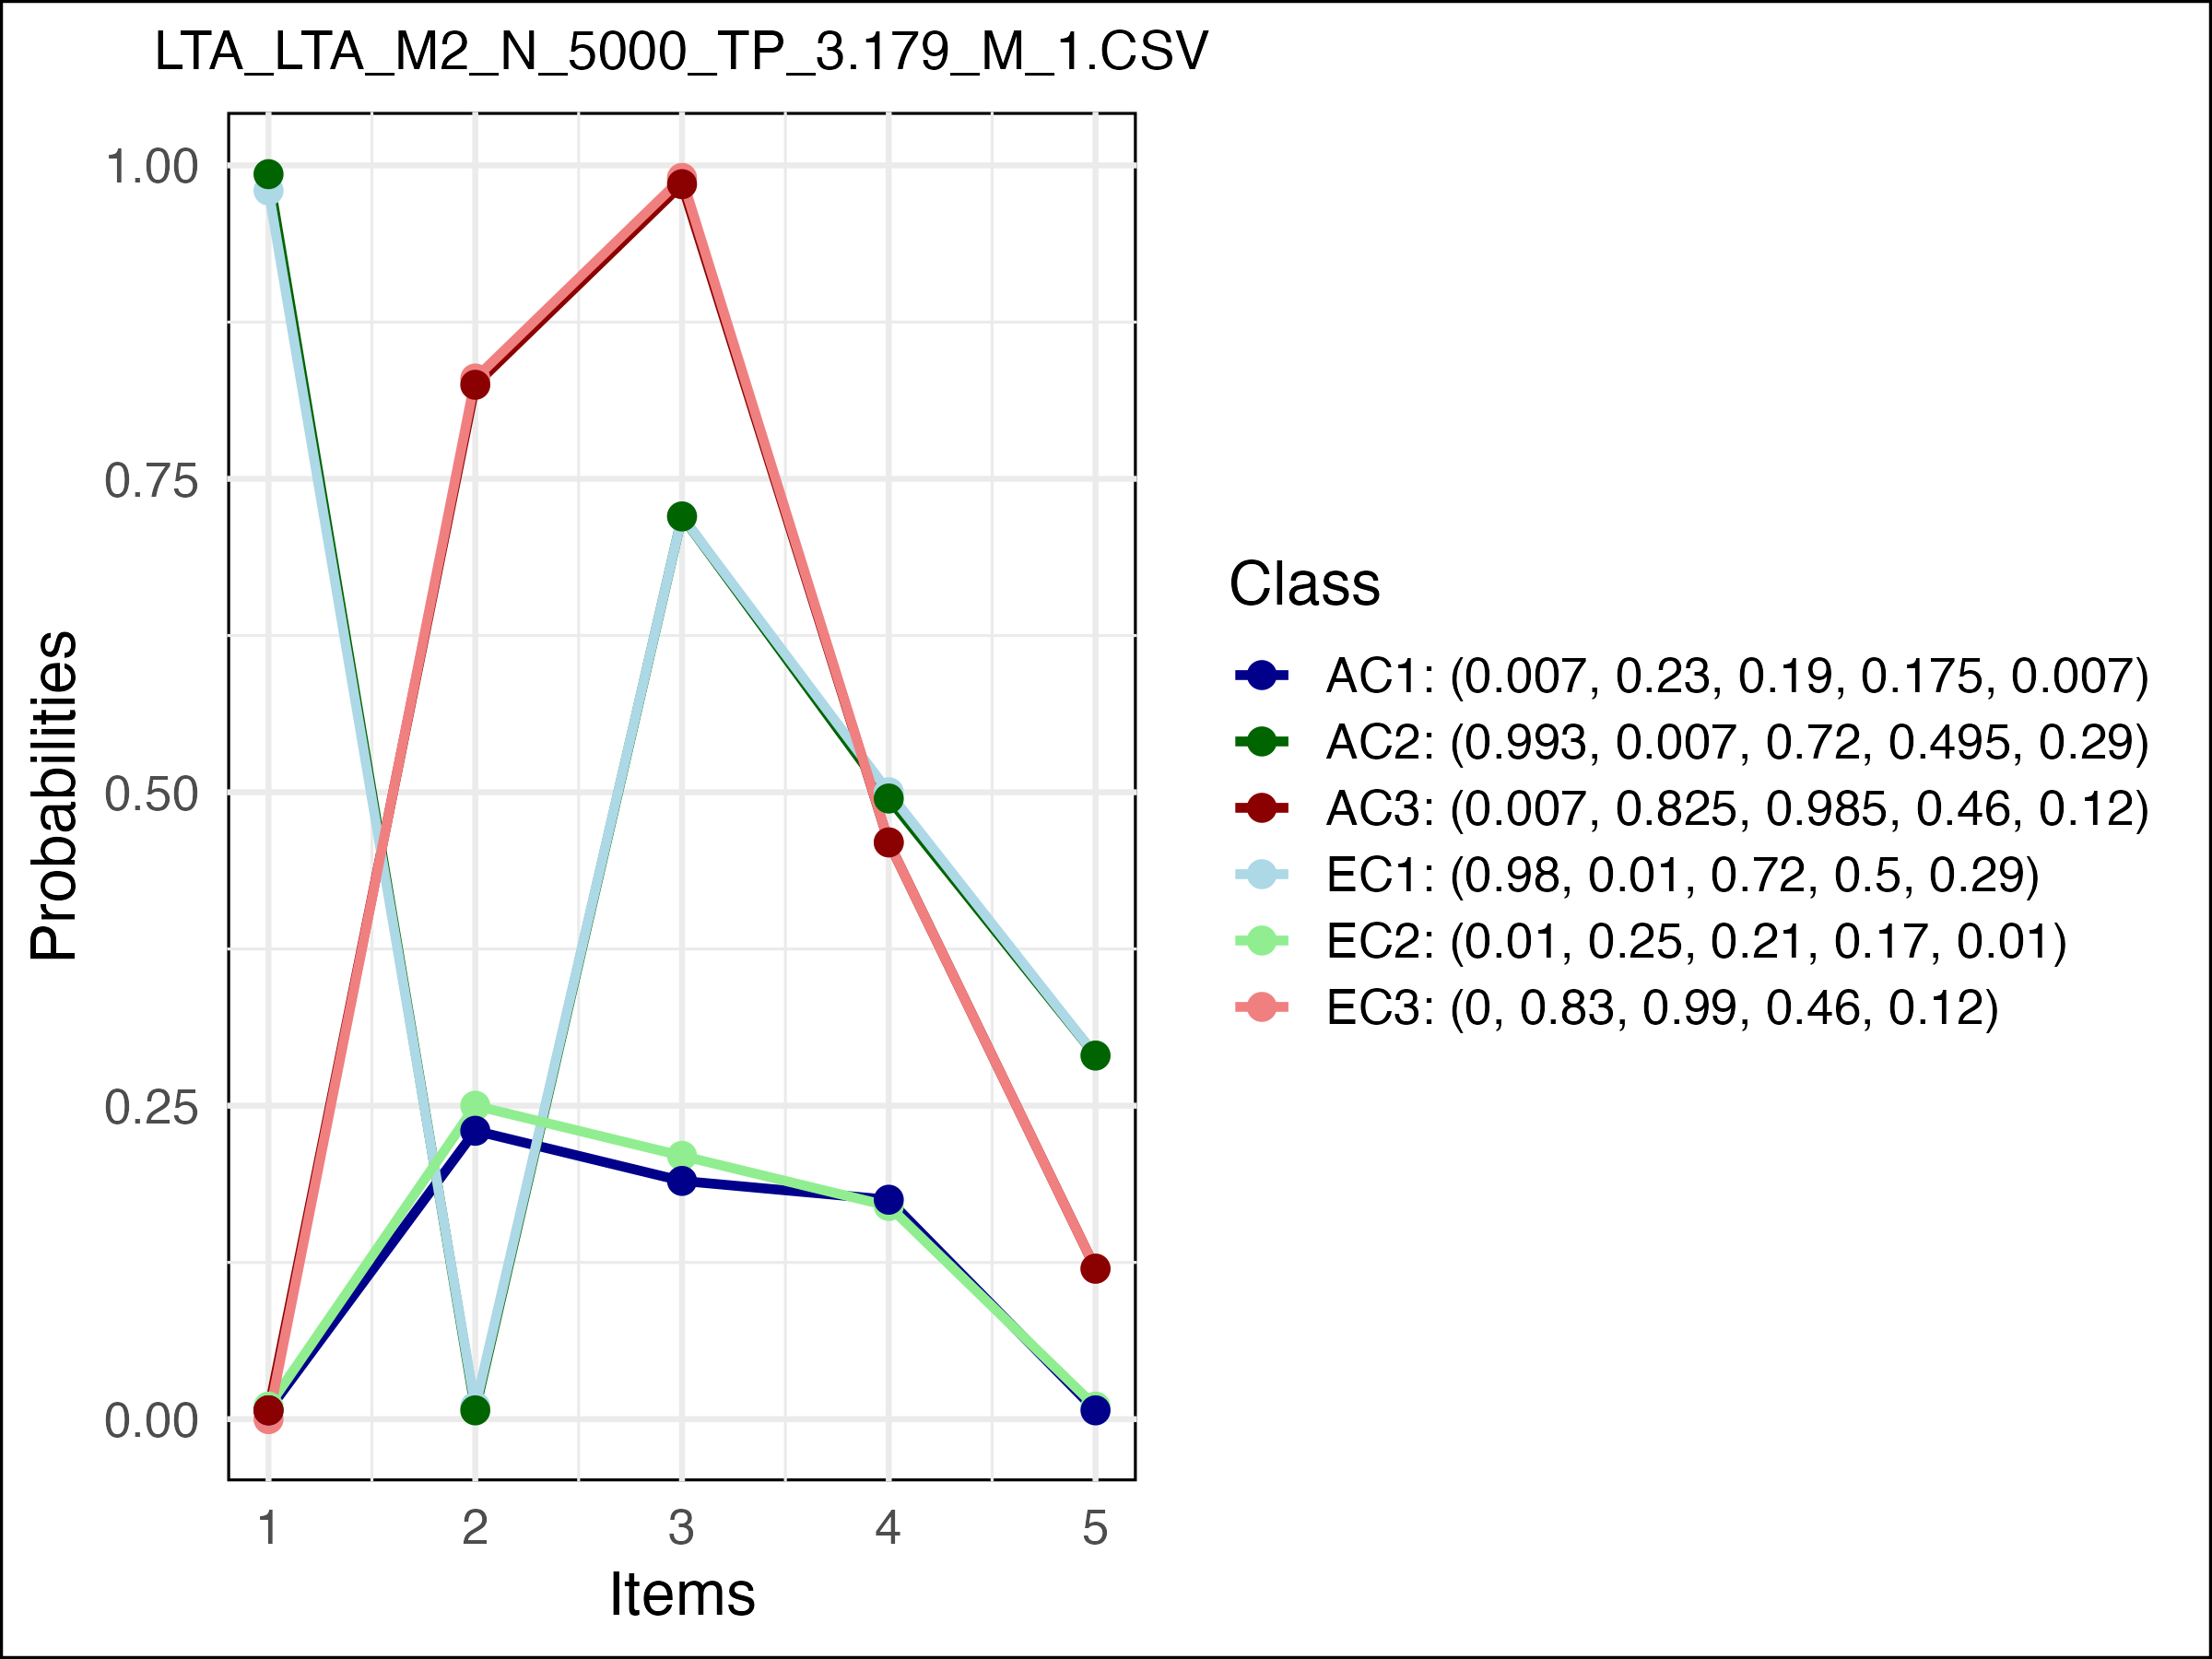 LTA_LTA_M2_N_5000_TP_3.179_M_1.CSV
1.00
0.75
0.50
0.25
0.00
Probabilities
1 2 3 4 5
Items
Class
AC1: (0.007, 0.23, 0.19, 0.175, 0.007)
AC2: (0.993, 0.007, 0.72, 0.495, 0.29)
AC3: (0.007, 0.825, 0.985, 0.46, 0.12)
EC1: (0.98, 0.01, 0.72, 0.5, 0.29)
EC2: (0.01, 0.25, 0.21, 0.17, 0.01)
EC3: (0, 0.83, 0.99, 0.46, 0.12)